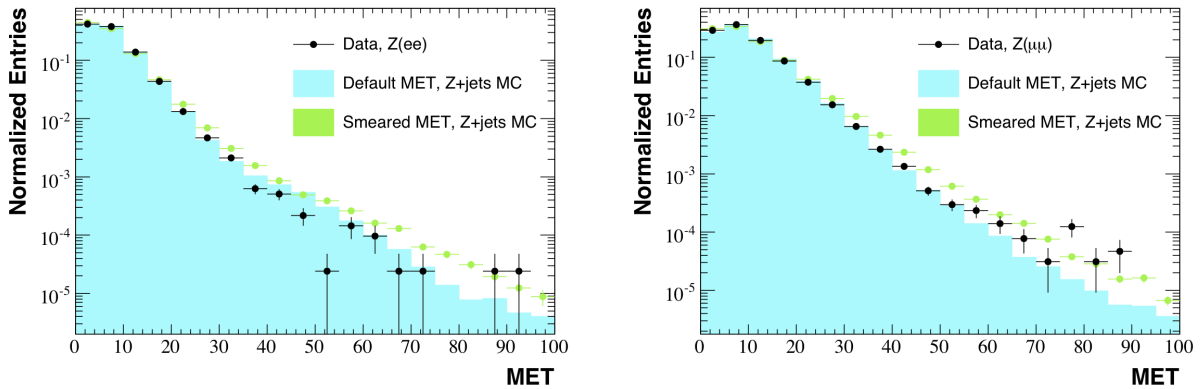 Normalized Entries
10⁻¹
10⁻²
10⁻³
10⁻⁴
10⁻⁵
Data, Z(ee)
Default MET, Z+jets MC
Smeared MET, Z+jets MC
0 10 20 30 40 50 60 70 80 90 100
MET
Normalized Entries
10⁻¹
10⁻²
10⁻³
10⁻⁴
10⁻⁵
Data, Z(μμ)
Default MET, Z+jets MC
Smeared MET, Z+jets MC
0 10 20 30 40 50 60 70 80 90 100
MET